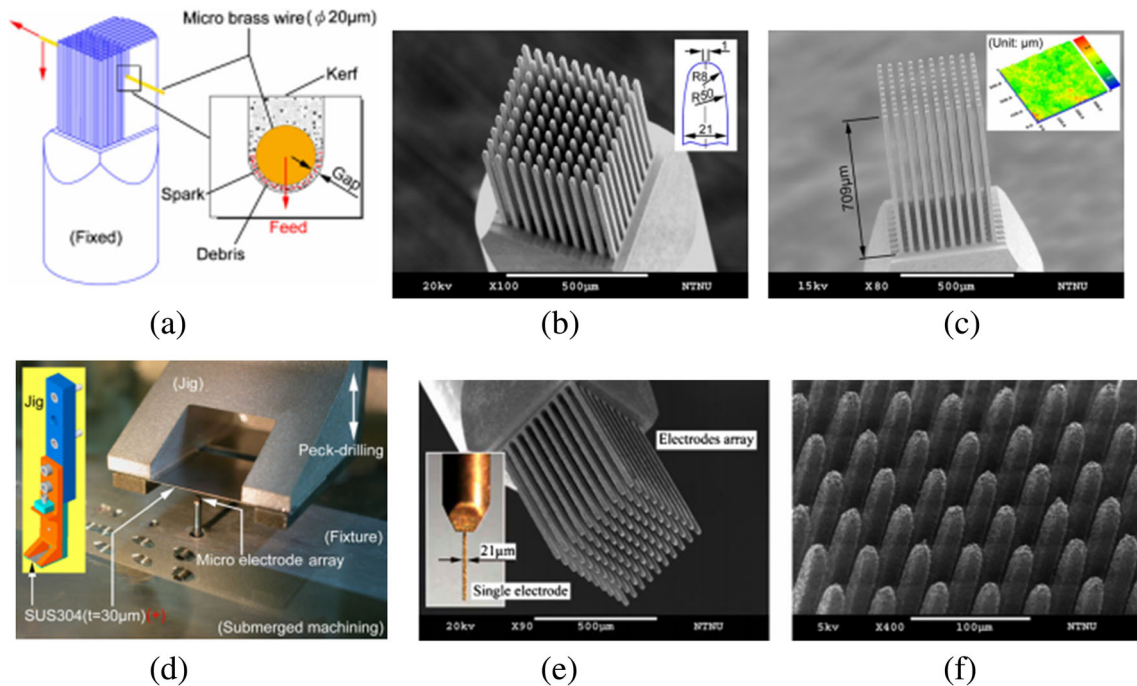 Micro brass wire(ϕ20μm)
Kerf
Gap
Spark
Feed
Debris
(Fixed)
(a)
1
R8
R50
21
20kv X100 500μm NTNU
(b)
(Unit: μm)
709μm
15kV X80 500μm NTNU
(c)
Jig
(Jig)
Peck-drilling
(Fixture)
Micro electrode array
SUS304(t=30μm)(+)
(Submerged machining)
(d)
Electrodes array
21μm
Single electrode
20kV X90 500μm NTNU
(e)
5kV X400 100μm NTNU
(f)